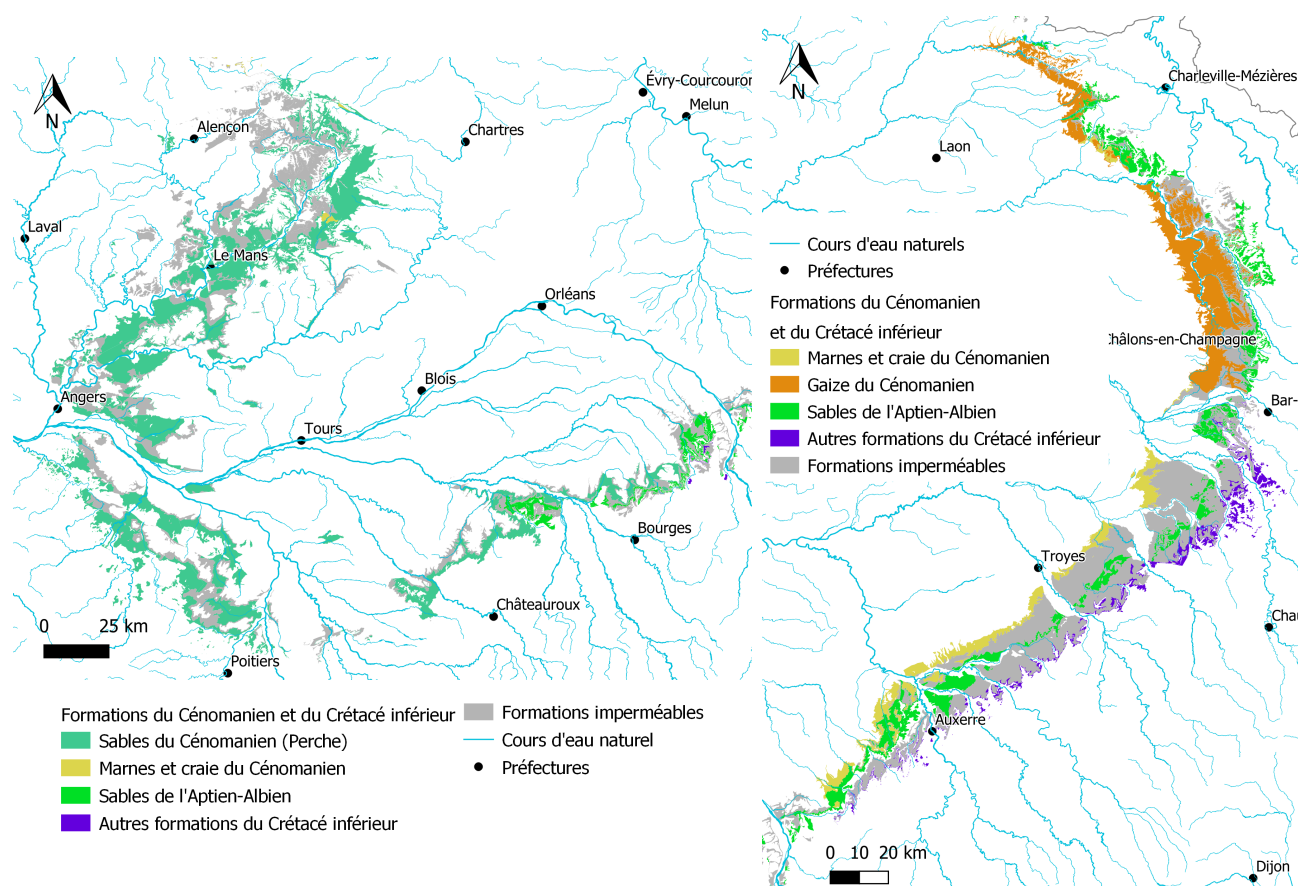 N
Évry-Courcouron
Melun
Alençon
Chartres
Laval
Le Mans
Orléans
Blois
Angers
Tours
Bourges
Châteauroux
0 25 km
Poitiers
Formations du Cénomanien et du Crétacé inférieur
Sables du Cénomanien (Perche)
Marnes et craie du Cénomanien
Sables de l'Aptien-Albien
Autres formations du Crétacé inférieur
Formations imperméables
Cours d'eau naturel
Préfectures
N
Charleville-Mézières
Laon
Cours d'eau naturels
Préfectures
Formations du Cénomanien
et du Crétacé inférieur
Marnes et craie du Cénomanien
Gaize du Cénomanien
Sables de l'Aptien-Albien
Autres formations du Crétacé inférieur
Formations imperméables
hâlons-en-Champagne
Bar-
Troyes
Chau
Auxerre
0 10 20 km
Dijon